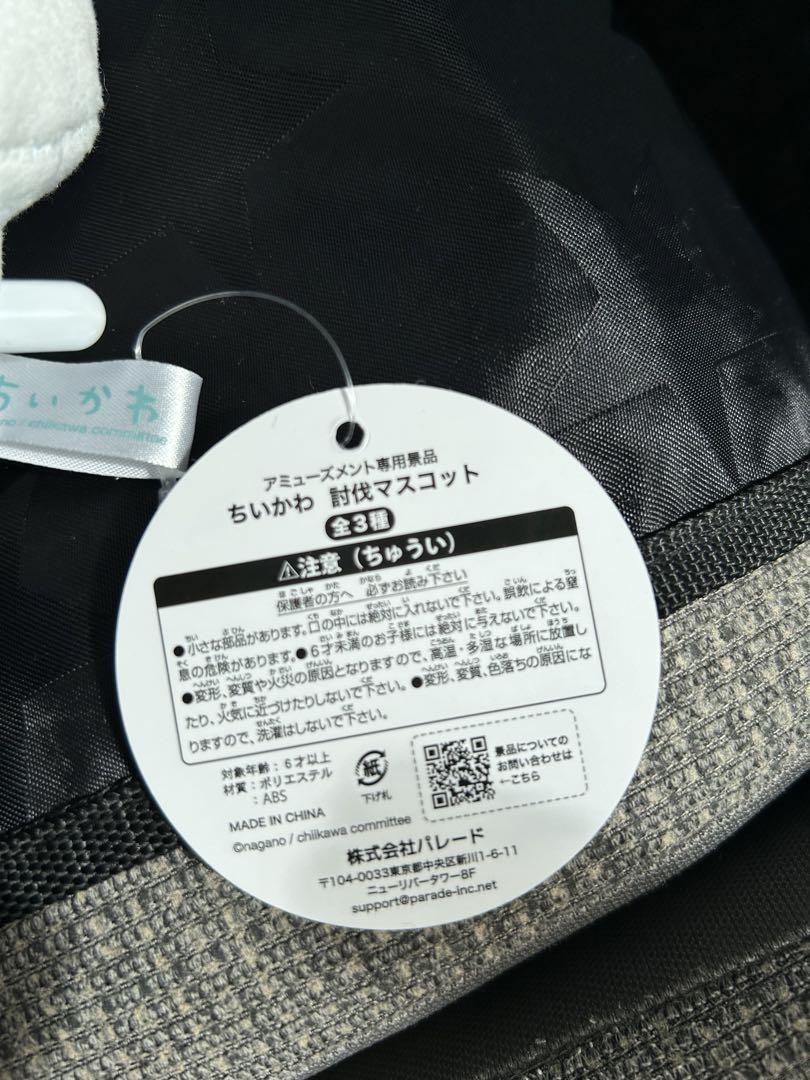 ちいかわ
/ chiikawa committee
アミューズメント専用景品
ちいかわ 討伐マスコット
全3種
⚠注意（ちゅうい）
保護者の方へ 必ずお読み下さい
●小さな部品があります。口の中には絶対に入れないで下さい。誤飲による窒
息の危険があります。●6才未満のお子様には絶対に与えないで下さい。
●変形、変質や火災の原因となりますので、高温・多湿な場所に放置し
たり、火気に近づけたりしないで下さい。●変形、変質、色落ちの原因にな
りますので、洗濯はしないで下さい。
対象年齢：6才以上
材質：ポリエステル
：ABS
紙
下げ札
景品についての
お問い合わせは
←こちら
MADE IN CHINA
©nagano / chiikawa committee
株式会社パレード
〒104-0033東京都中央区新川1-6-11
ニューリバータワー8F
support@parade-inc.net